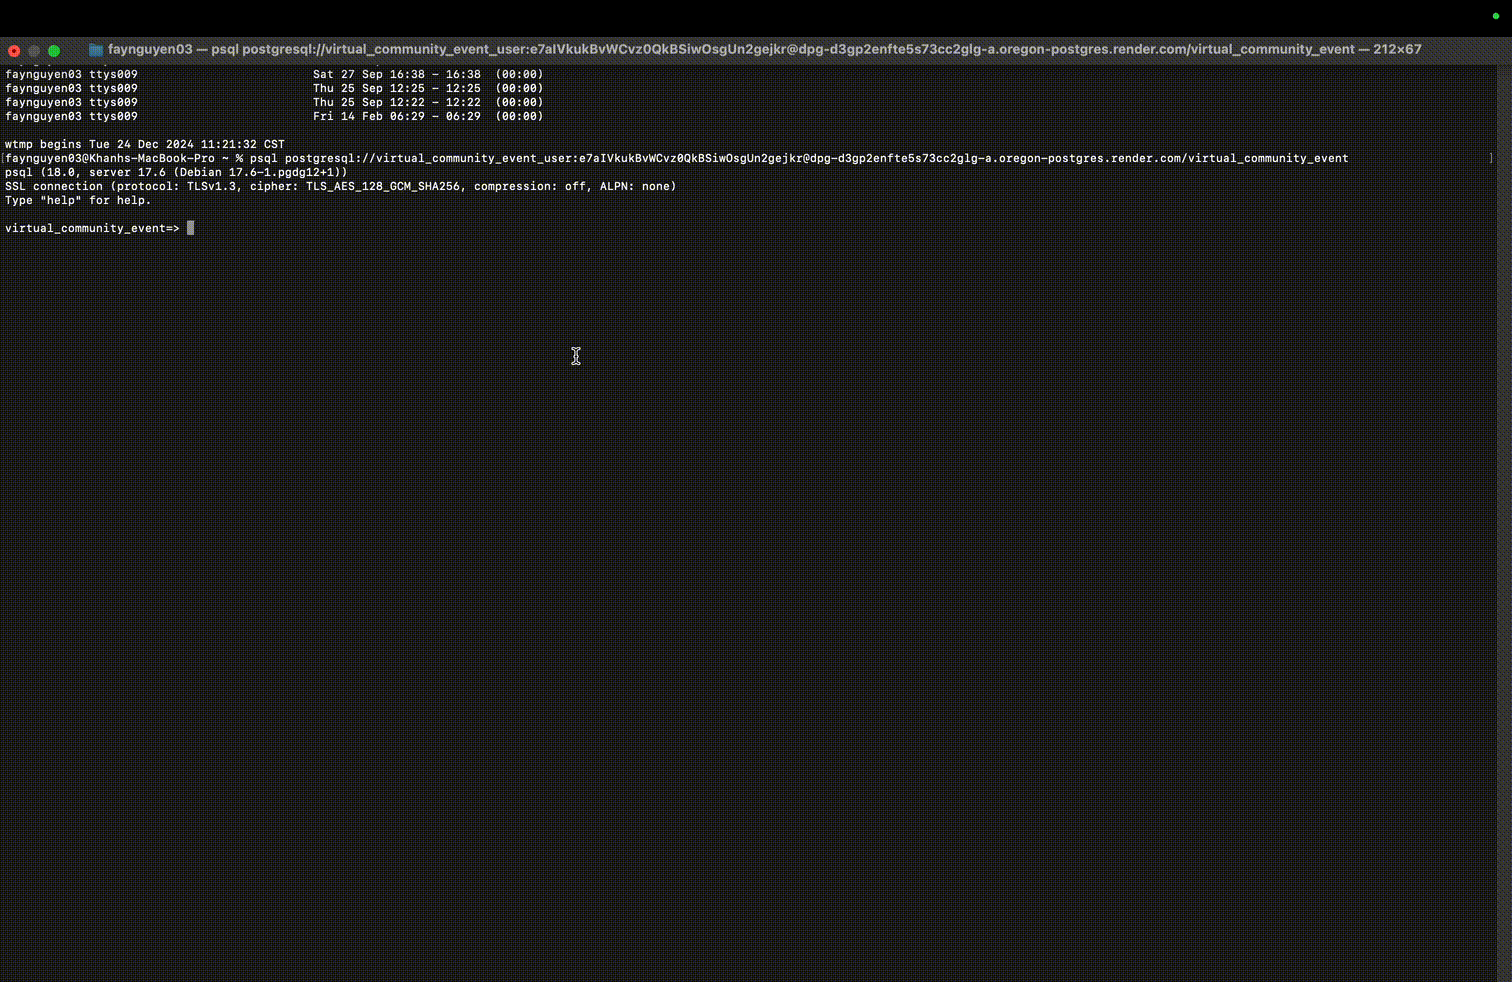 faynguyen03 — psql postgresql://virtual_community_event_user:e7aIVkukBvWCvz0QkBSiwOsgUn2gejkr@dpg-d3gp2enfte5s73cc2glg-a.oregon-postgres.render.com/virtual_community_event — 212×67
faynguyen03 ttys009                         Sat 27 Sep 16:38 - 16:38  (00:00)
faynguyen03 ttys009                         Thu 25 Sep 12:25 - 12:25  (00:00)
faynguyen03 ttys009                         Thu 25 Sep 12:22 - 12:22  (00:00)
faynguyen03 ttys009                         Fri 14 Feb 06:29 - 06:29  (00:00)
wtmp begins Tue 24 Dec 2024 11:21:32 CST
[faynguyen03@Khanhs-MacBook-Pro ~ % psql postgresql://virtual_community_event_user:e7aIVkukBvWCvz0QkBSiwOsgUn2gejkr@dpg-d3gp2enfte5s73cc2glg-a.oregon-postgres.render.com/virtual_community_event ]
psql (18.0, server 17.6 (Debian 17.6-1.pgdg12+1))
SSL connection (protocol: TLSv1.3, cipher: TLS_AES_128_GCM_SHA256, compression: off, ALPN: none)
Type "help" for help.
virtual_community_event=>